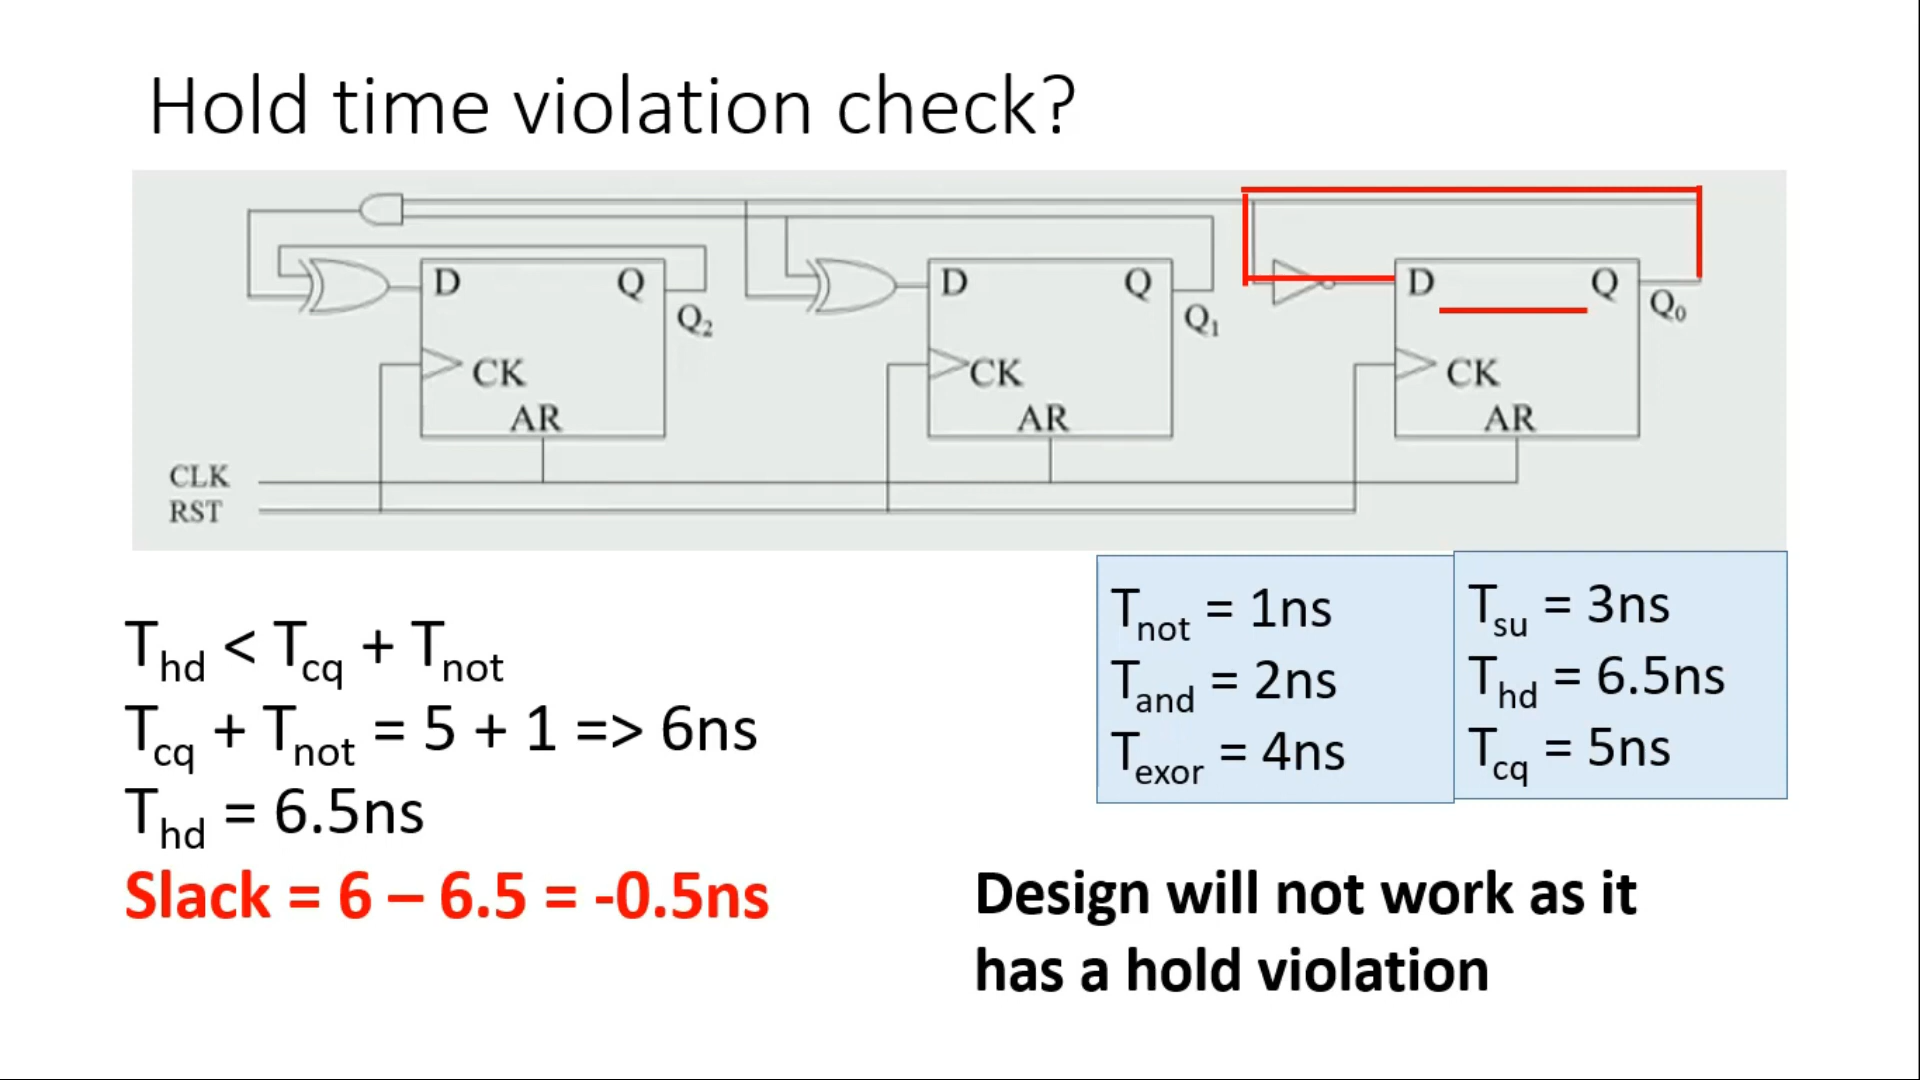 Hold time violation check?
D Q
Q₂
CK
AR
D Q
Q₁
CK
AR
D Q
Q₀
CK
AR
CLK
RST
T_hd < T_cq + T_not
T_cq + T_not = 5 + 1 => 6ns
T_hd = 6.5ns
Slack = 6 – 6.5 = -0.5ns
T_not = 1ns
T_and = 2ns
T_exor = 4ns
T_su = 3ns
T_hd = 6.5ns
T_cq = 5ns
Design will not work as it
has a hold violation